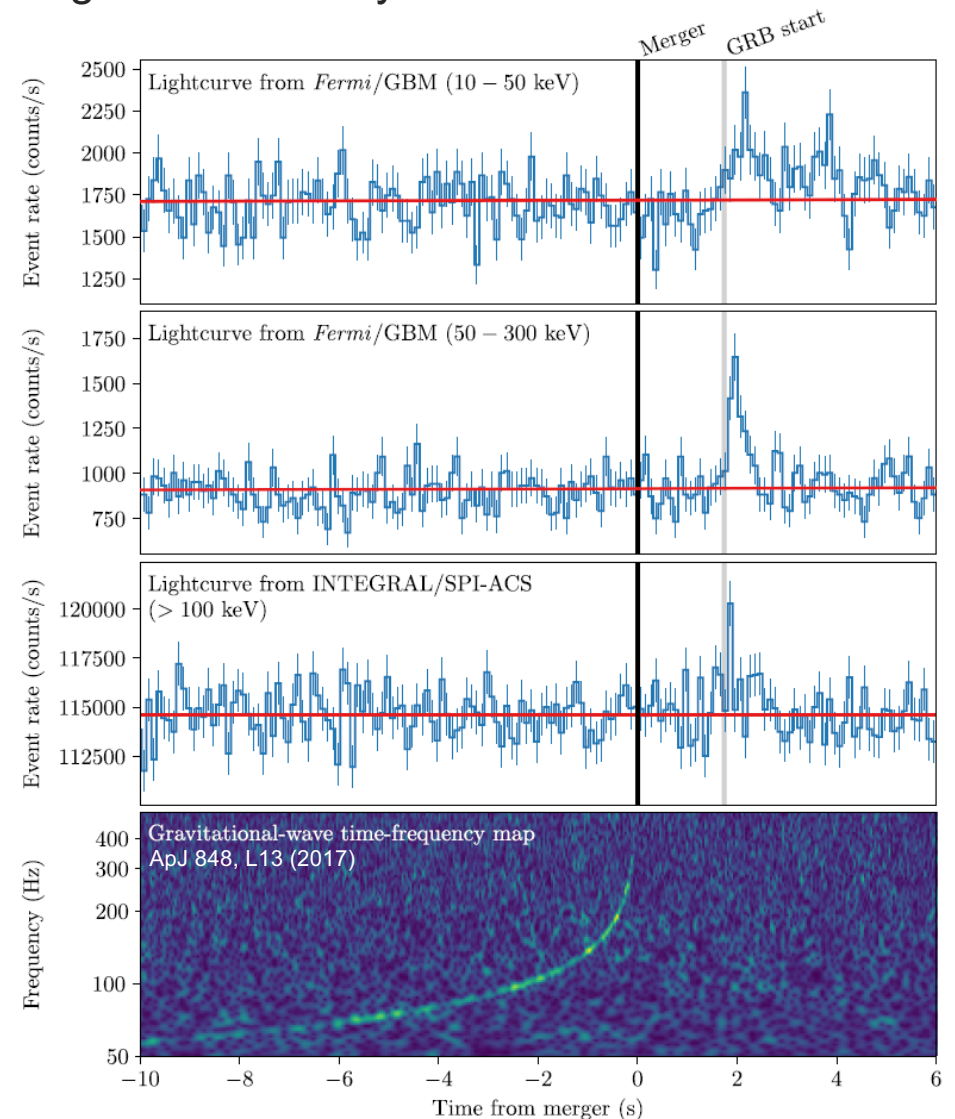 Merger
GRB start
Lightcurve from Fermi/GBM (10 − 50 keV)
Event rate (counts/s)
2500
2250
2000
1750
1500
1250
Lightcurve from Fermi/GBM (50 − 300 keV)
Event rate (counts/s)
1750
1500
1250
1000
750
Lightcurve from INTEGRAL/SPI-ACS
(> 100 keV)
Event rate (counts/s)
120000
117500
115000
112500
Gravitational-wave time-frequency map
ApJ 848, L13 (2017)
Frequency (Hz)
400
300
200
100
50
−10
−8
−6
−4
−2
0
2
4
6
Time from merger (s)